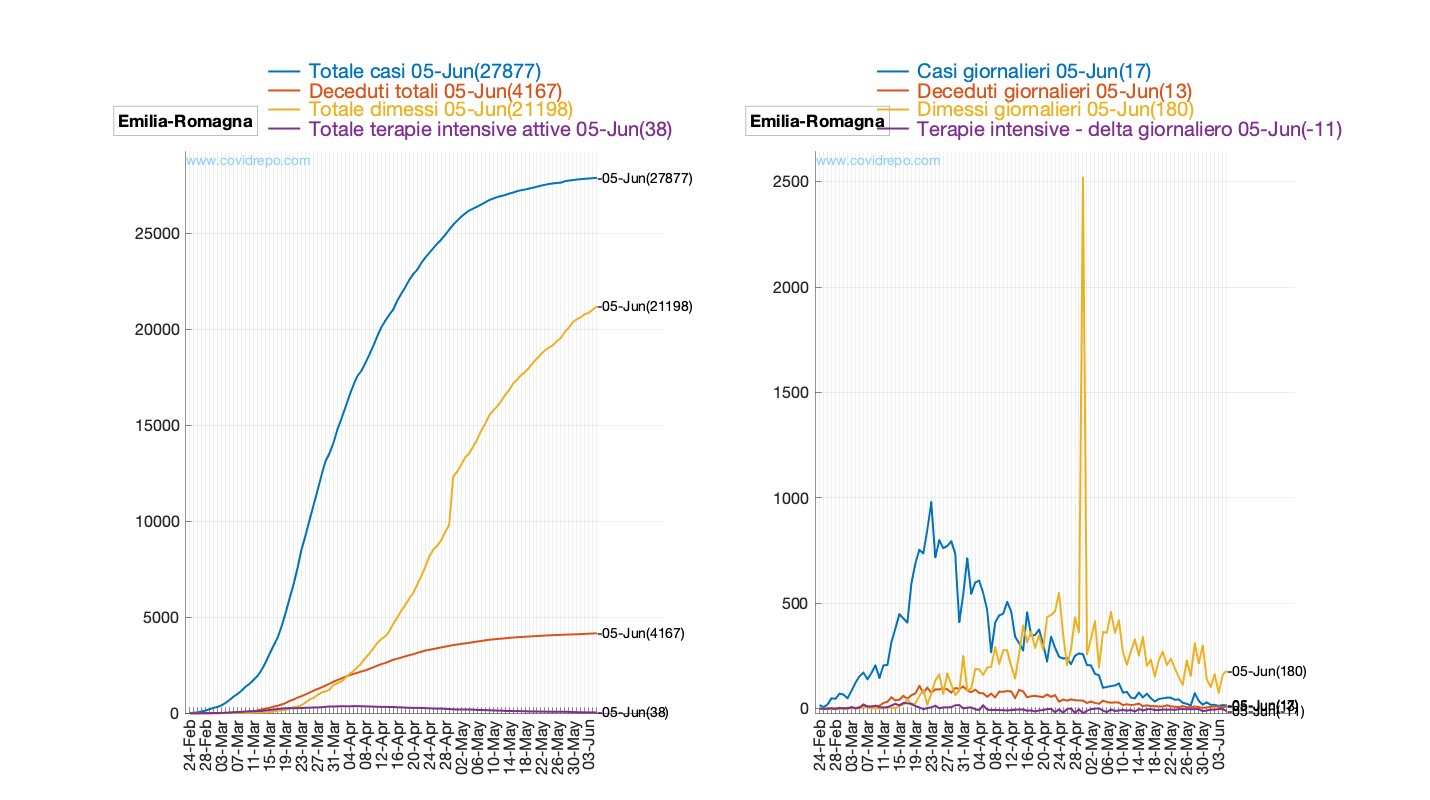 Totale casi 05-Jun(27877)
Deceduti totali 05-Jun(4167)
Totale dimessi 05-Jun(21198)
Totale terapie intensive attive 05-Jun(38)
Emilia-Romagna
www.covidrepo.com
-05-Jun(27877)
25000
-05-Jun(21198)
20000
15000
10000
5000
-05-Jun(4167)
0
-05-Jun(38)
24-Feb
28-Feb
03-Mar
07-Mar
11-Mar
15-Mar
19-Mar
23-Mar
27-Mar
31-Mar
04-Apr
08-Apr
12-Apr
16-Apr
20-Apr
24-Apr
28-Apr
02-May
06-May
10-May
14-May
18-May
22-May
26-May
30-May
03-Jun
Casi giornalieri 05-Jun(17)
Deceduti giornalieri 05-Jun(13)
Dimessi giornalieri 05-Jun(180)
Terapie intensive - delta giornaliero 05-Jun(-11)
Emilia-Romagna
www.covidrepo.com
2500
2000
1500
1000
500
-05-Jun(180)
0
24-Feb
28-Feb
03-Mar
07-Mar
11-Mar
15-Mar
19-Mar
23-Mar
27-Mar
31-Mar
04-Apr
08-Apr
12-Apr
16-Apr
20-Apr
24-Apr
28-Apr
02-May
06-May
10-May
14-May
18-May
22-May
26-May
30-May
03-Jun